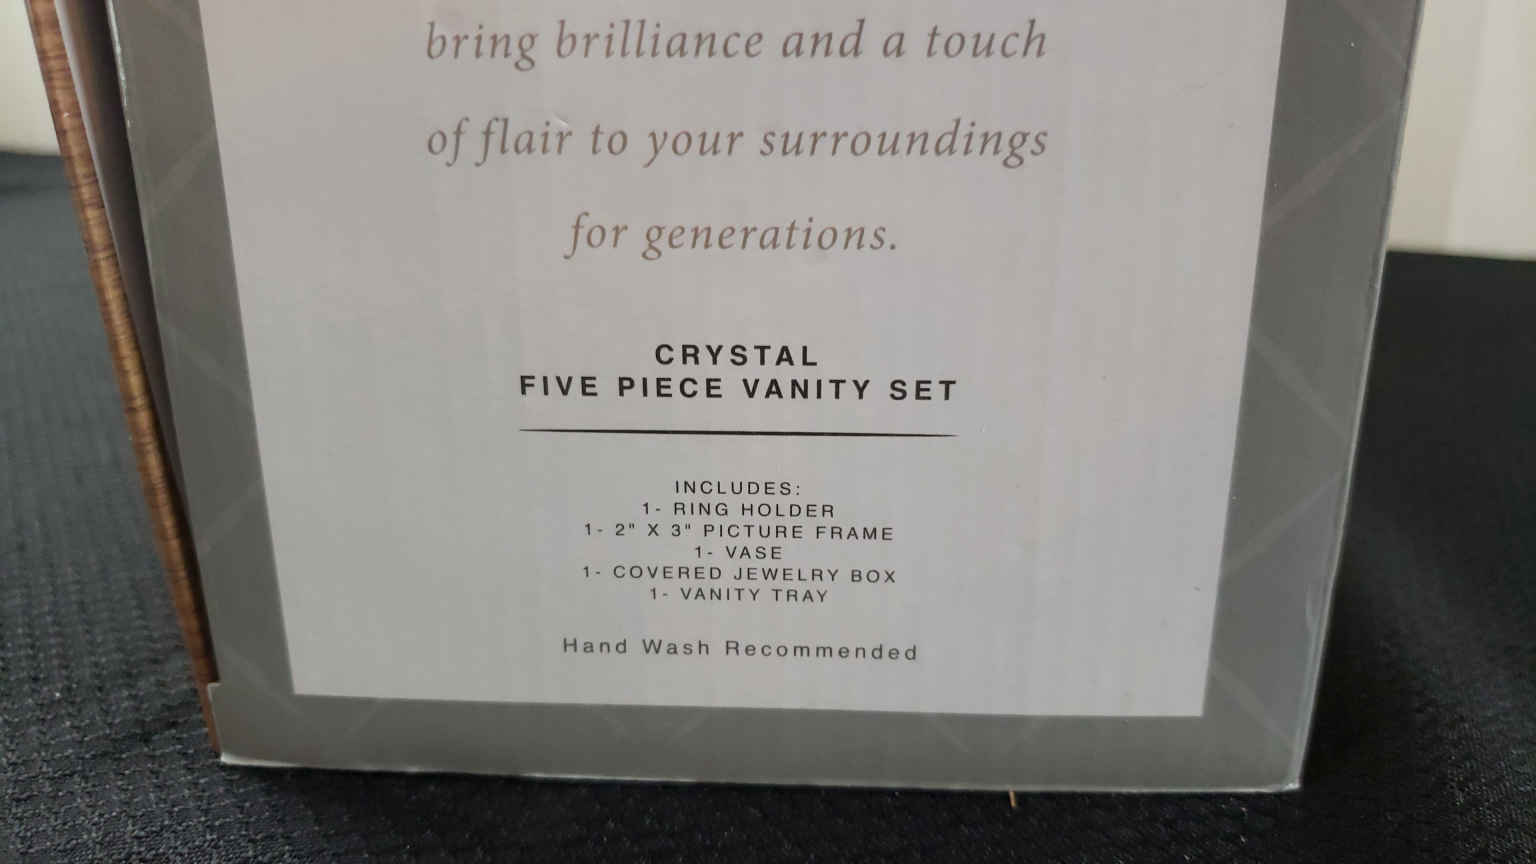 bring brilliance and a touch
of flair to your surroundings
for generations.
CRYSTAL
FIVE PIECE VANITY SET
INCLUDES:
1- RING HOLDER
1- 2" X 3" PICTURE FRAME
1- VASE
1- COVERED JEWELRY BOX
1- VANITY TRAY
Hand Wash Recommended